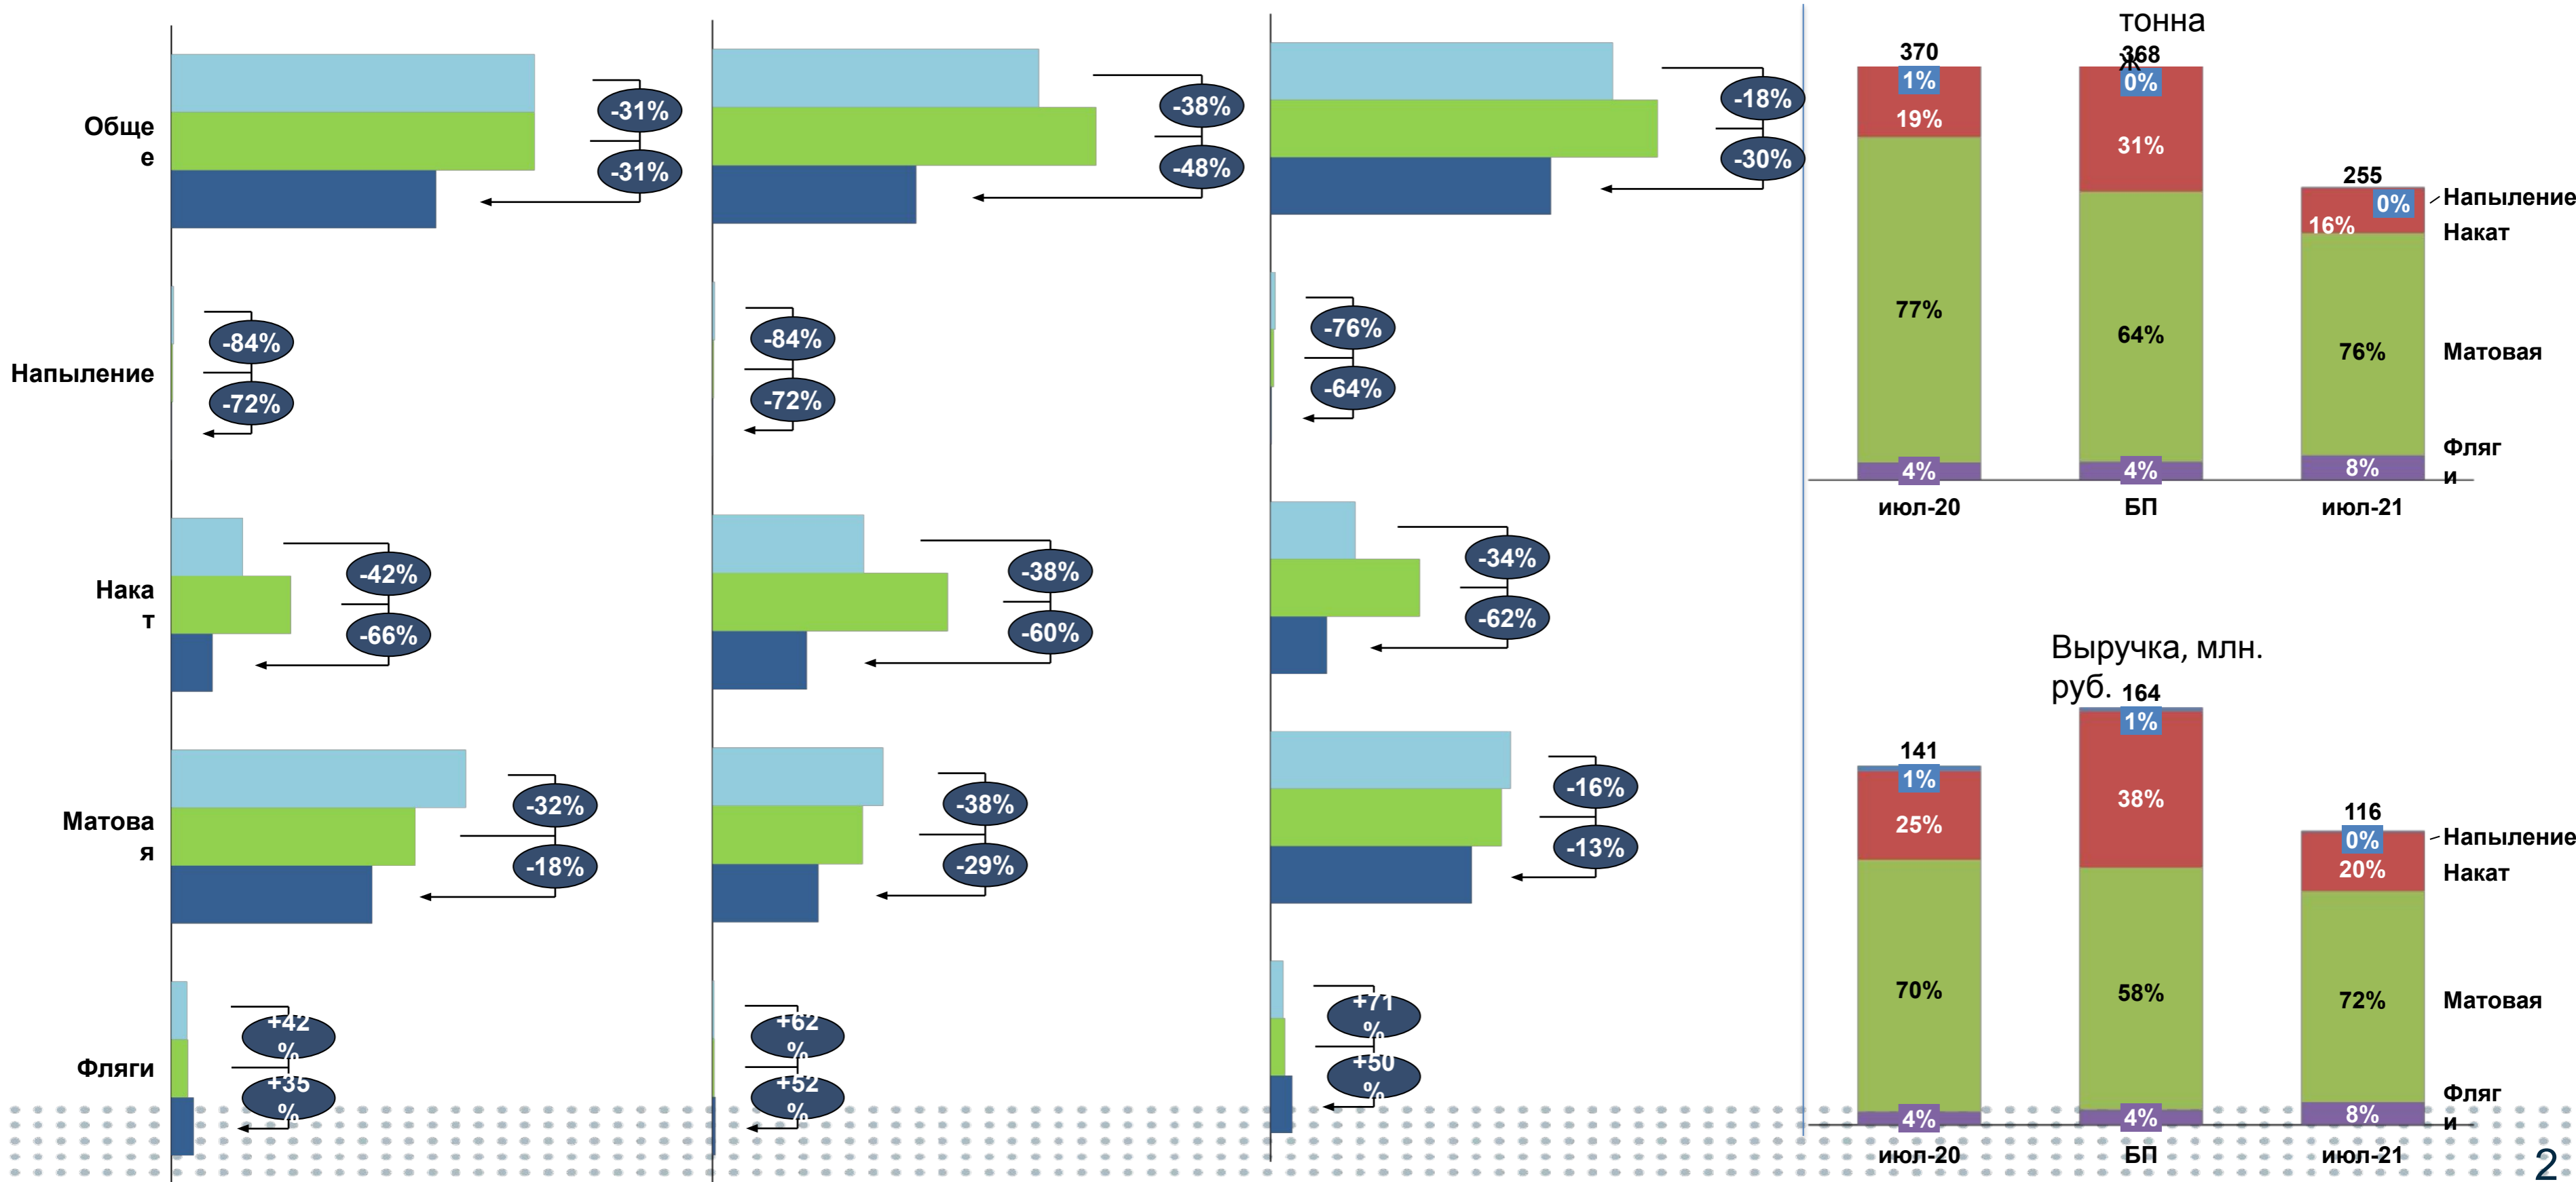 Обще
е
-31%
-31%
-38%
-48%
-18%
-30%
Напыление
-84%
-72%
-84%
-72%
-76%
-64%
Нака
т
-42%
-66%
-38%
-60%
-34%
-62%
Матова
я
-32%
-18%
-38%
-29%
-16%
-13%
Фляги
+42
%
+35
%
+62
%
+52
%
+71
%
+50
%
тонна
ж
370
368
255
1%
0%
0%
19%
31%
16%
77%
64%
76%
4%
4%
8%
Напыление
Накат
Матовая
Фляг
и
июл-20
БП
июл-21
Выручка, млн.
руб.
141
164
116
1%
1%
0%
25%
38%
20%
70%
58%
72%
4%
4%
8%
Напыление
Накат
Матовая
Фляг
и
июл-20
БП
июл-21
2